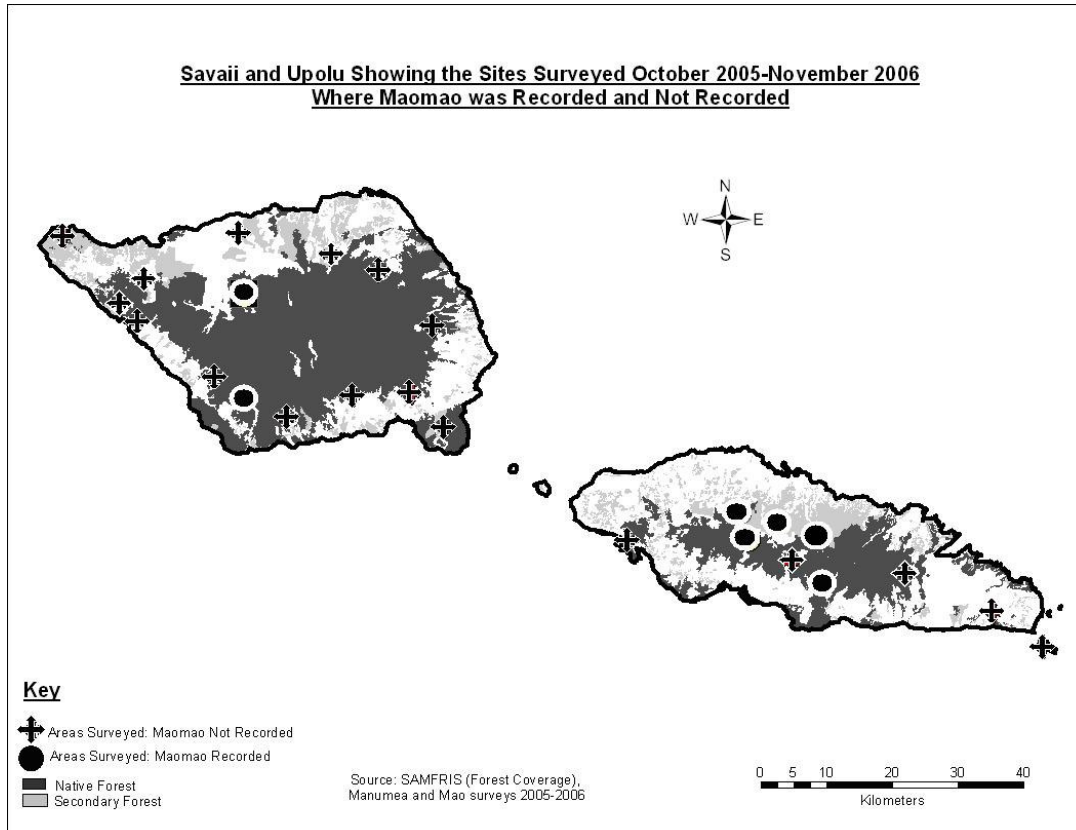 Savaii and Upolu Showing the Sites Surveyed October 2005-November 2006
Where Maomao was Recorded and Not Recorded
N
W E
S
Key
Areas Surveyed: Maomao Not Recorded
Areas Surveyed: Maomao Recorded
Native Forest
Secondary Forest
Source: SAMFRIS (Forest Coverage),
Manumea and Mao surveys 2005-2006
0 5 10 20 30 40
Kilometers